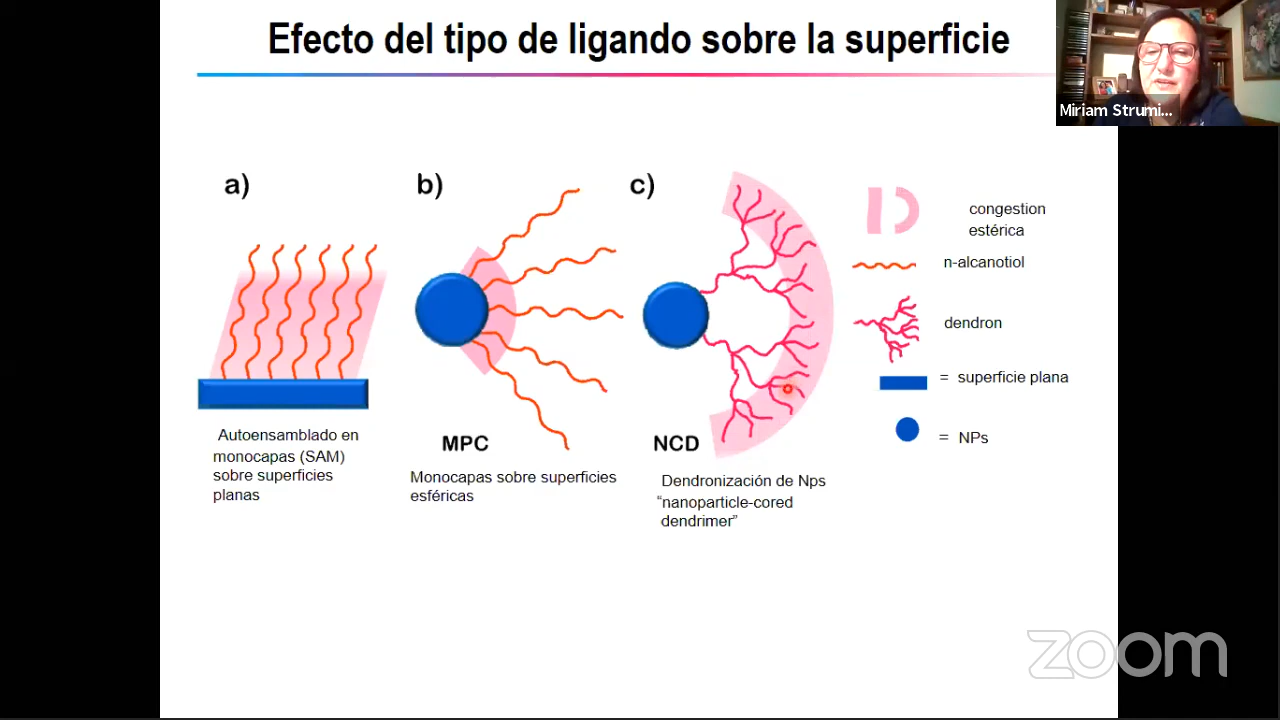 Efecto del tipo de ligando sobre la superficie
Miriam Strumi...
a)
b)
c)
congestion
estérica
n-alcanotiol
dendron
= superficie plana
= NPs
Autoensamblado en
monocapas (SAM)
sobre superficies
planas
MPC
Monocapas sobre superficies
esféricas
NCD
Dendronización de Nps
“nanoparticle-cored
dendrimer”
zoom